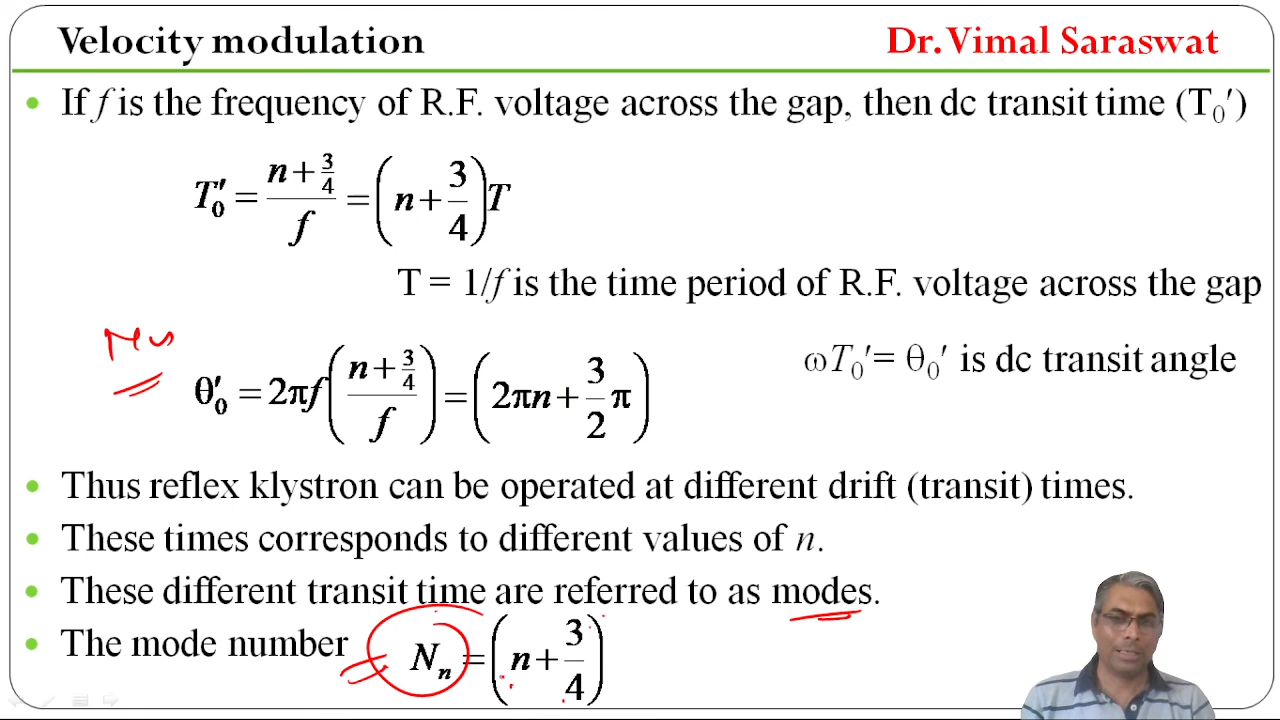 Velocity modulation
Dr. Vimal Saraswat
• If f is the frequency of R.F. voltage across the gap, then dc transit time (T₀′)
T₀′ = (n + 3/4)/f = (n + 3/4)T
T = 1/f is the time period of R.F. voltage across the gap
θ₀′ = 2πf((n + 3/4)/f) = (2πn + 3/2 π)
ωT₀′= θ₀′ is dc transit angle
• Thus reflex klystron can be operated at different drift (transit) times.
• These times corresponds to different values of n.
• These different transit time are referred to as modes.
• The mode number Nₙ = (n + 3/4)